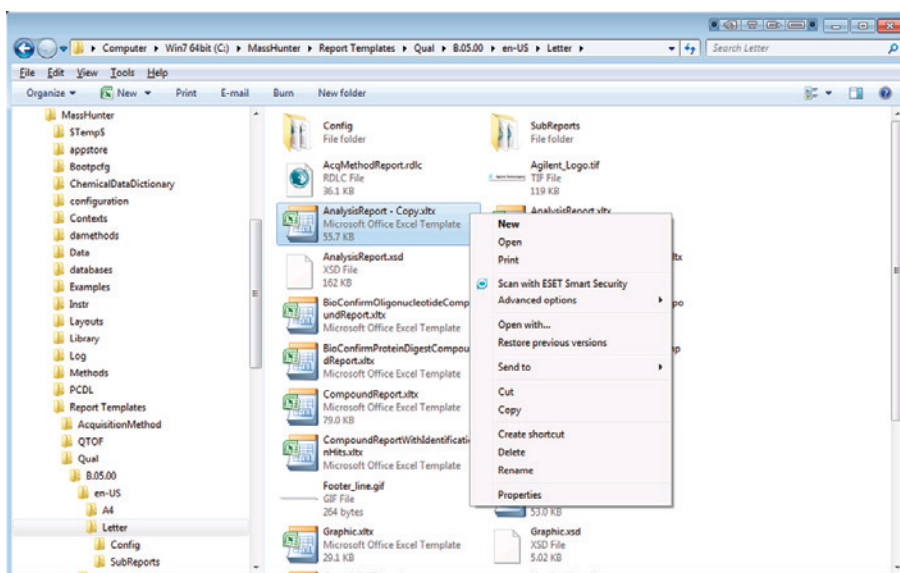 Computer ▸ Win7 64bit (C:) ▸ MassHunter ▸ Report Templates ▸ Qual ▸ B.05.00 ▸ en-US ▸ Letter ▸
Search Letter
File Edit View Tools Help
Organize New Print E-mail Burn New folder
MassHunter
$Temp$
appstore
Bootpcfg
ChemicalDataDictionary
configuration
Contexts
damethods
Data
databases
Examples
Instr
Layouts
Library
Log
Methods
PCDL
Report Templates
AcquisitionMethod
QTOF
Qual
B.05.00
en-US
A4
Letter
Config
SubReports
Config
File folder
SubReports
File folder
AcqMethodReport.rdlc
RDLC File
36.1 KB
Agilent_Logo.tif
TIF File
119 KB
AnalysisReport - Copy.xltx
Microsoft Office Excel Template
55.7 KB
AnalysisReport.xltx
AnalysisReport.xsd
XSD File
162 KB
ltx
BioConfirmOligonucleotideComp
oundReport.xltx
Microsoft Office Excel Template
po
BioConfirmProteinDigestCompou
dReport.xltx
Microsoft Office Excel Template
ap
CompoundReport.xltx
Microsoft Office Excel Template
79.0 KB
CompoundReportWithIdentificati
nHits.xltx
Microsoft Office Excel Template
Footer_line.gif
GIF File
264 bytes
53.0 KB
Graphic.xltx
Microsoft Office Excel Template
29.1 KB
Graphic.xsd
XSD File
5.02 KB
New
Open
Print
Scan with ESET Smart Security
Advanced options
Open with...
Restore previous versions
Send to
Cut
Copy
Create shortcut
Delete
Rename
Properties